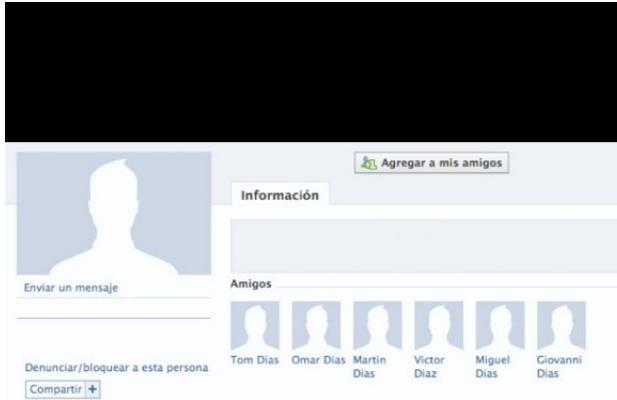 Agregar a mis amigos
Información
Enviar un mensaje
Amigos
Tom Dias
Omar Dias
Martin
Dias
Victor
Diaz
Miguel
Dias
Giovanni
Dias
Denunciar/bloquear a esta persona
Compartir +